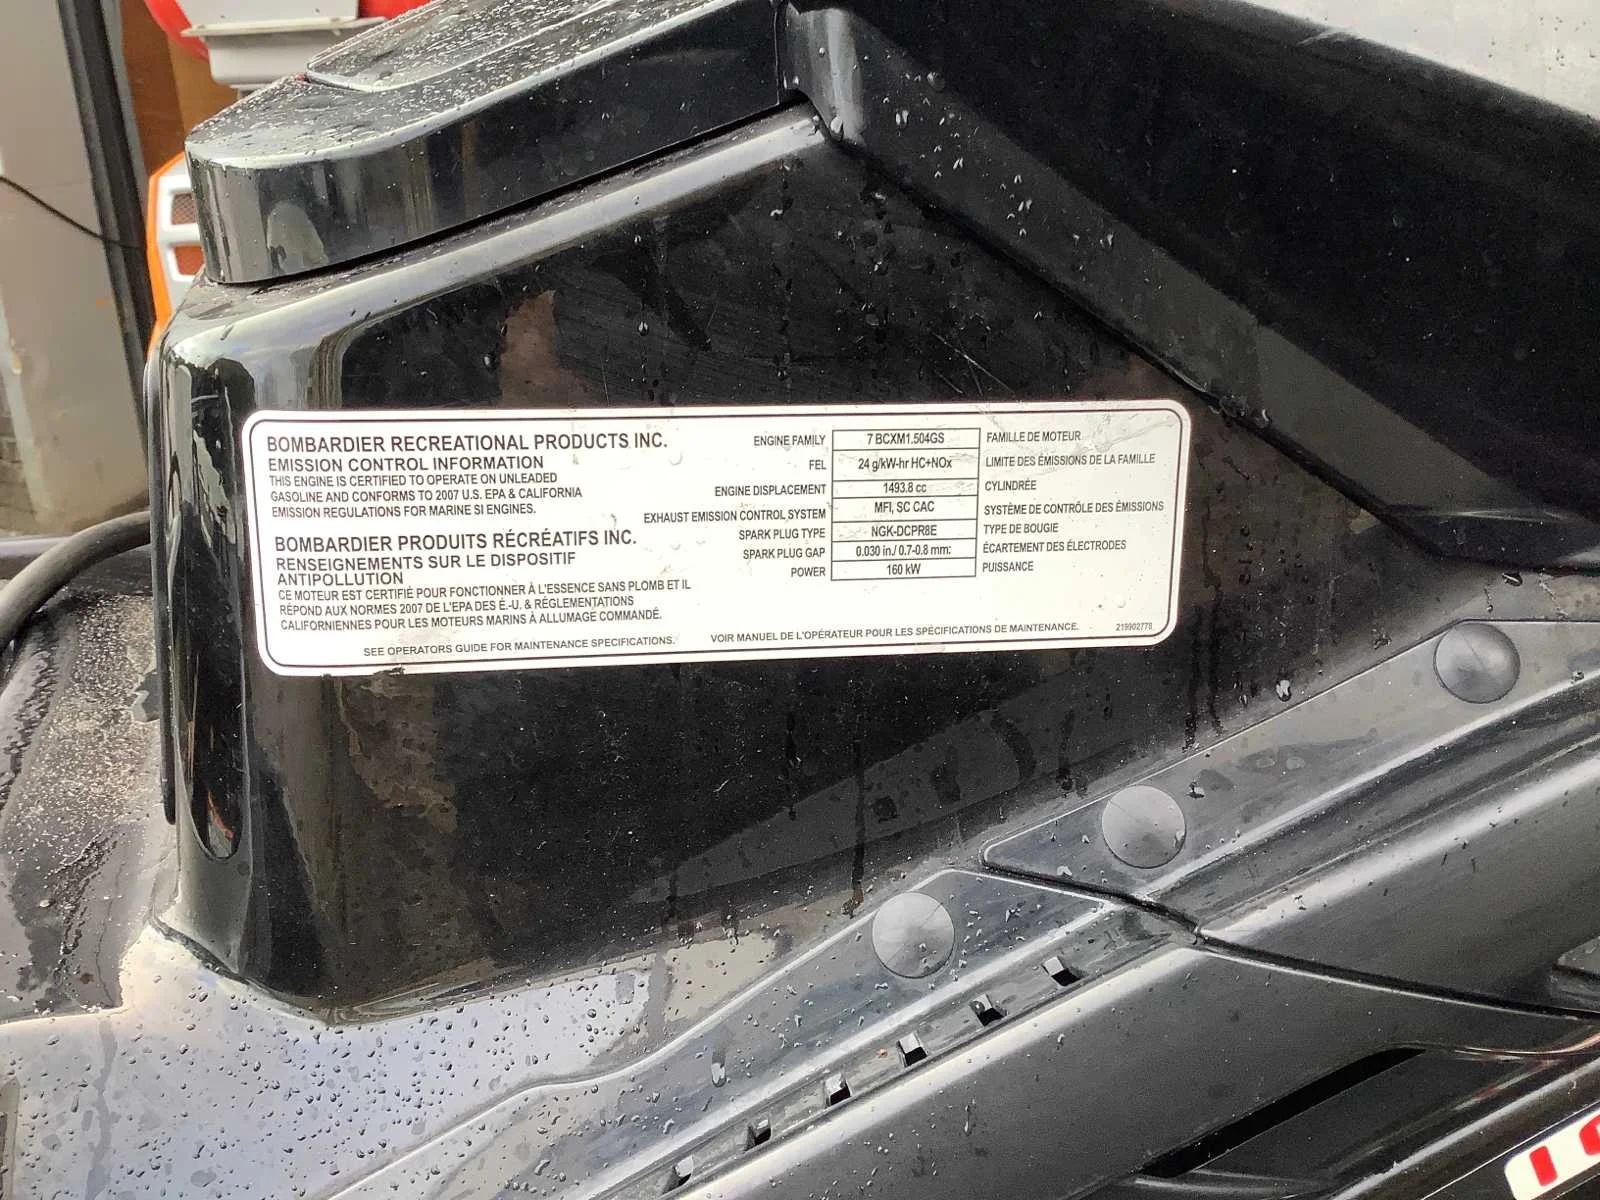 BOMBARDIER RECREATIONAL PRODUCTS INC.
EMISSION CONTROL INFORMATION
THIS ENGINE IS CERTIFIED TO OPERATE ON UNLEADED
GASOLINE AND CONFORMS TO 2007 U.S. EPA & CALIFORNIA
EMISSION REGULATIONS FOR MARINE SI ENGINES.
BOMBARDIER PRODUITS RÉCRÉATIFS INC.
RENSEIGNEMENTS SUR LE DISPOSITIF
ANTIPOLLUTION
CE MOTEUR EST CERTIFIÉ POUR FONCTIONNER À L'ESSENCE SANS PLOMB ET IL
RÉPOND AUX NORMES 2007 DE L'EPA DES É.-U. & RÉGLEMENTATIONS
CALIFORNIENNES POUR LES MOTEURS MARINS À ALLUMAGE COMMANDÉ.
ENGINE FAMILY 7 BCXM1.504GS FAMILLE DE MOTEUR
FEL 24 g/kW-hr HC+NOx LIMITE DES ÉMISSIONS DE LA FAMILLE
ENGINE DISPLACEMENT 1493.8 cc CYLINDRÉE
EXHAUST EMISSION CONTROL SYSTEM MFI, SC CAC SYSTÈME DE CONTRÔLE DES ÉMISSIONS
SPARK PLUG TYPE NGK-DCPR8E TYPE DE BOUGIE
SPARK PLUG GAP 0.030 in./ 0.7-0.8 mm: ÉCARTEMENT DES ÉLECTRODES
POWER 160 kW PUISSANCE
SEE OPERATORS GUIDE FOR MAINTENANCE SPECIFICATIONS. VOIR MANUEL DE L'OPÉRATEUR POUR LES SPÉCIFICATIONS DE MAINTENANCE. 219902778